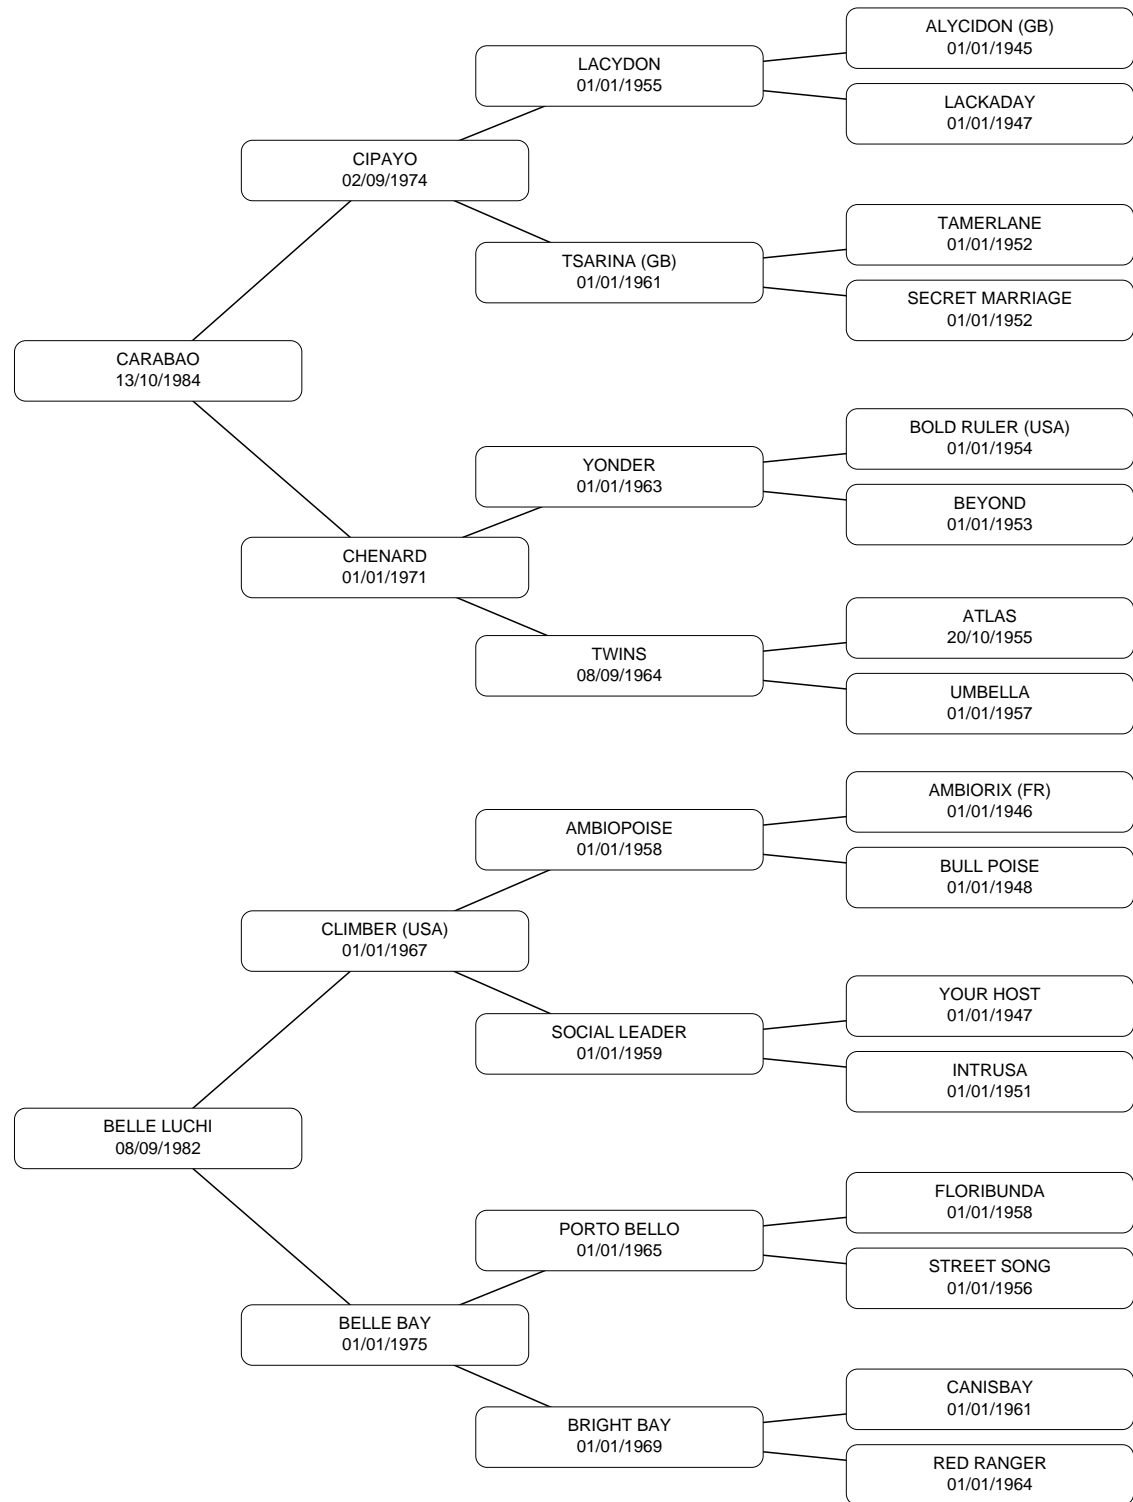 ALYCIDON (GB)
01/01/1945
LACYDON
01/01/1955
LACKADAY
01/01/1947
CIPAYO
02/09/1974
TAMERLANE
01/01/1952
TSARINA (GB)
01/01/1961
SECRET MARRIAGE
01/01/1952
CARABAO
13/10/1984
BOLD RULER (USA)
01/01/1954
YONDER
01/01/1963
BEYOND
01/01/1953
CHENARD
01/01/1971
ATLAS
20/10/1955
TWINS
08/09/1964
UMBELLA
01/01/1957
AMBIORIX (FR)
01/01/1946
AMBIOPOISE
01/01/1958
BULL POISE
01/01/1948
CLIMBER (USA)
01/01/1967
YOUR HOST
01/01/1947
SOCIAL LEADER
01/01/1959
INTRUSA
01/01/1951
BELLE LUCHI
08/09/1982
FLORIBUNDA
01/01/1958
PORTO BELLO
01/01/1965
STREET SONG
01/01/1956
BELLE BAY
01/01/1975
CANISBAY
01/01/1961
BRIGHT BAY
01/01/1969
RED RANGER
01/01/1964